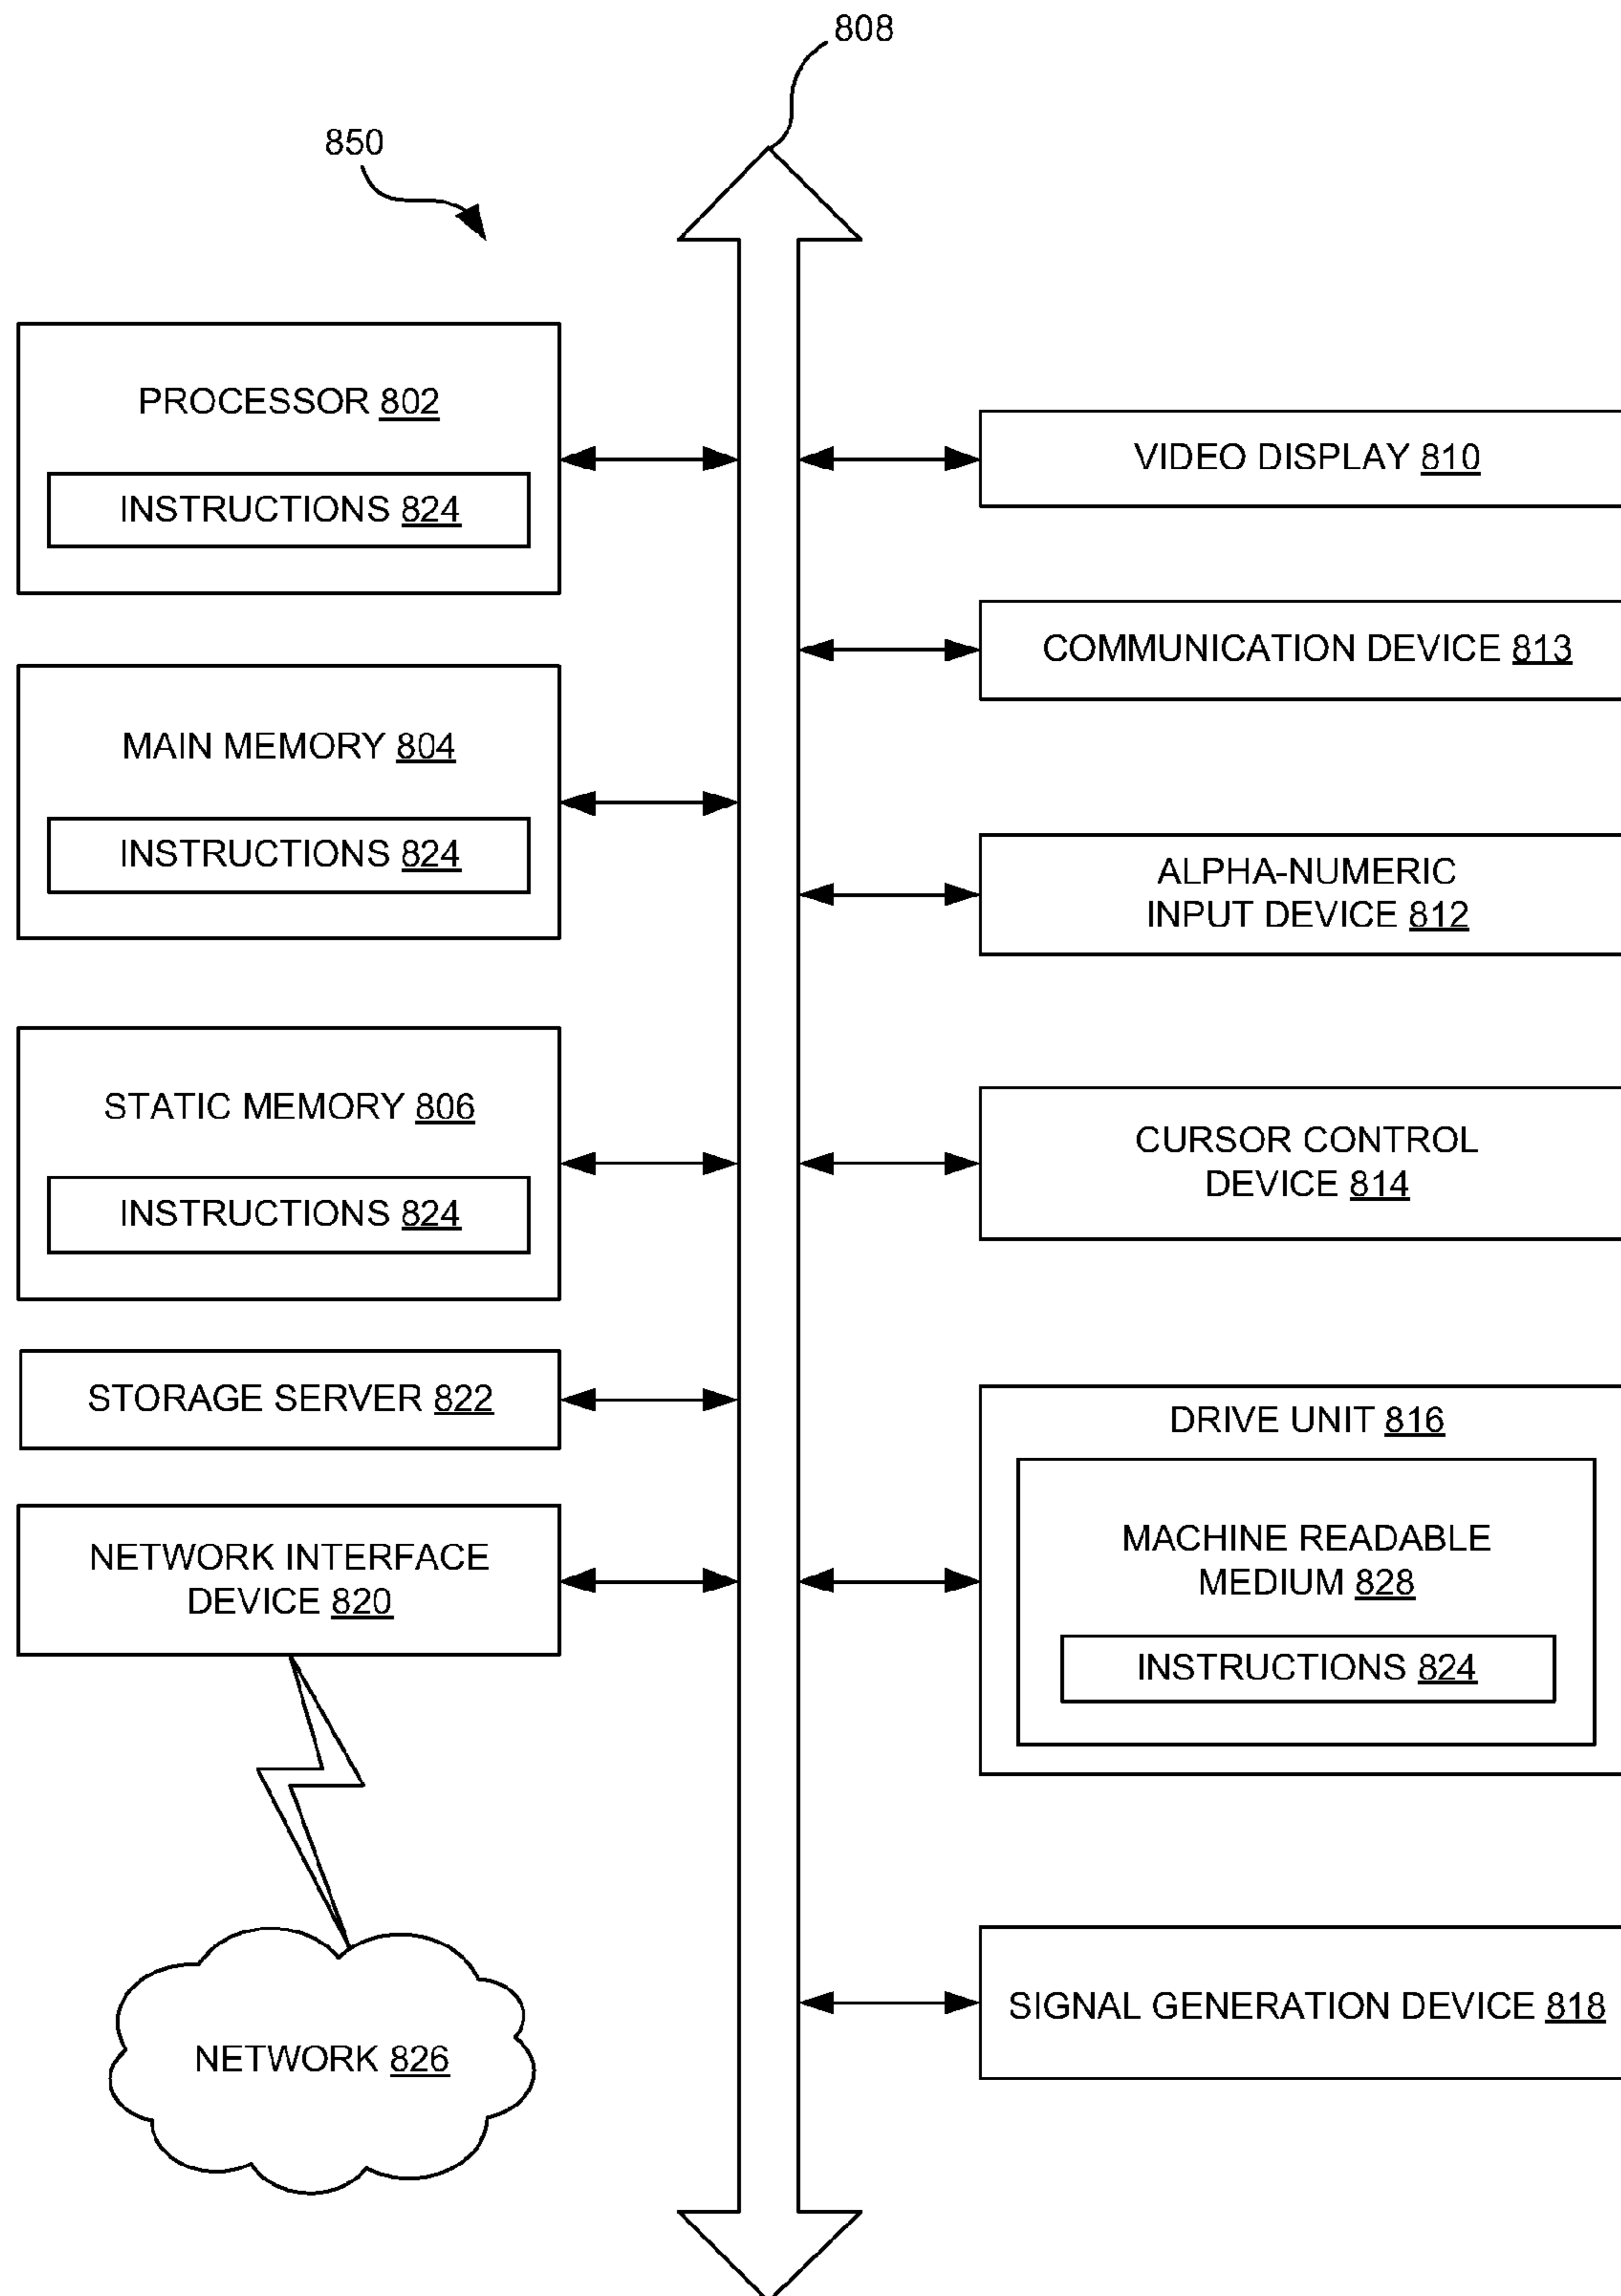 808
850
PROCESSOR 802
INSTRUCTIONS 824
MAIN MEMORY 804
INSTRUCTIONS 824
STATIC MEMORY 806
INSTRUCTIONS 824
STORAGE SERVER 822
NETWORK INTERFACE
DEVICE 820
NETWORK 826
VIDEO DISPLAY 810
COMMUNICATION DEVICE 813
ALPHA-NUMERIC
INPUT DEVICE 812
CURSOR CONTROL
DEVICE 814
DRIVE UNIT 816
MACHINE READABLE
MEDIUM 828
INSTRUCTIONS 824
SIGNAL GENERATION DEVICE 818